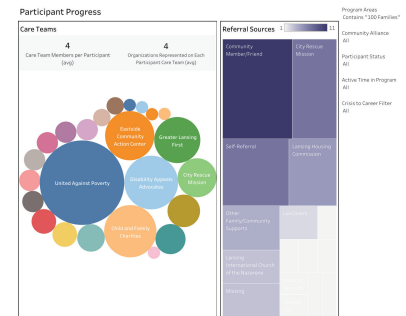 Participant Progress
Care Teams
4
Care Team Members per Participant
(avg)
4
Organizations Represented on Each
Participant Care Team (avg)
Eastside
Community
Action Center
Greater Lansing
First
United Against Poverty
Disability Appeals
Advocates
City Rescue
Mission
Child and Family
Charities
Referral Sources
1
11
Community
Member/Friend
City Rescue
Mission
Self-Referral
Lansing Housing
Commission
Other
Family/Community
Supports
Lansing
International Church
of the Nazarene
Missing
Program Areas
Contains "100 Families"
Community Alliance
All
Participant Status
All
Active Time in Program
All
Crisis to Career Filter
All